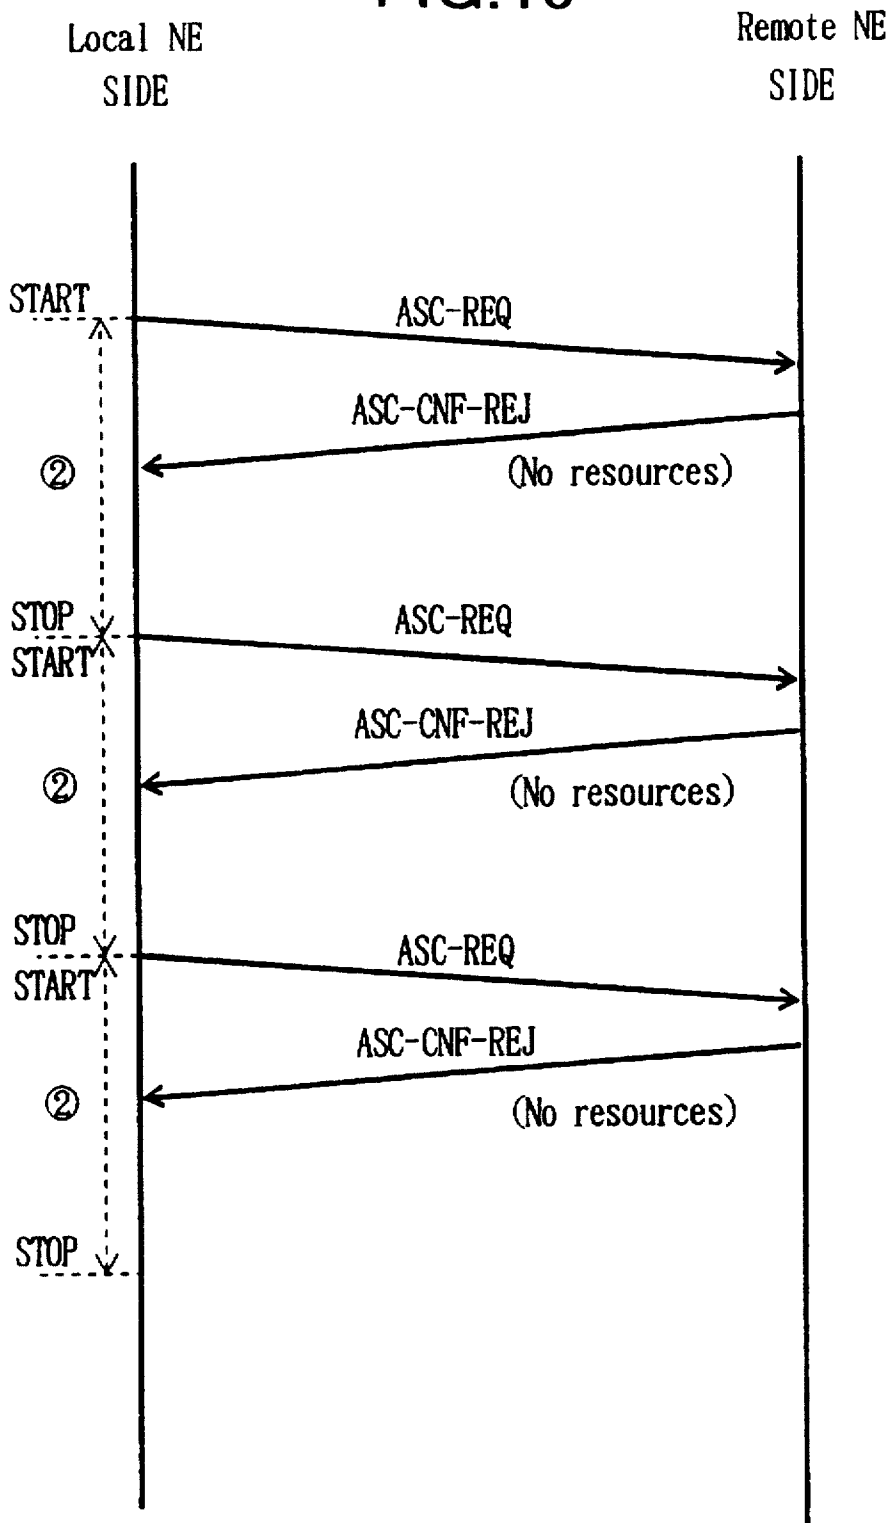 Local NE
SIDE
Remote NE
SIDE
START
ASC-REQ
ASC-CNF-REJ
②
(No resources)
STOP
ASC-REQ
START
ASC-CNF-REJ
②
(No resources)
STOP
ASC-REQ
START
ASC-CNF-REJ
②
(No resources)
STOP